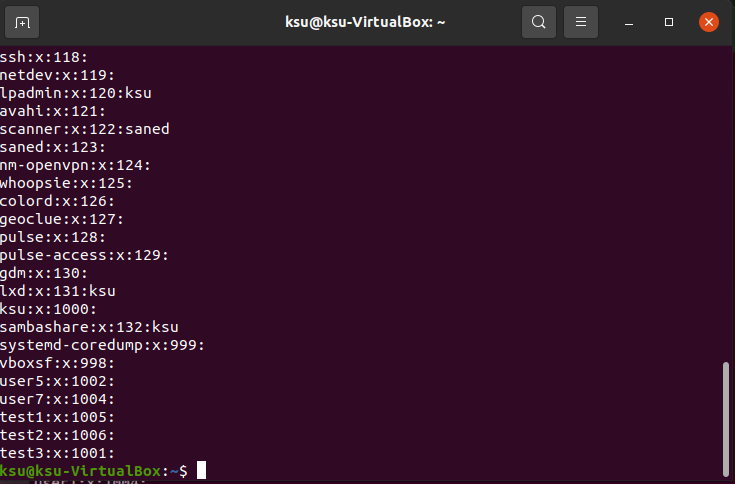 ksu@ksu-VirtualBox: ~
ssh:x:118:
netdev:x:119:
lpadmin:x:120:ksu
avahi:x:121:
scanner:x:122:saned
saned:x:123:
nm-openvpn:x:124:
whoopsie:x:125:
colord:x:126:
geoclue:x:127:
pulse:x:128:
pulse-access:x:129:
gdm:x:130:
lxd:x:131:ksu
ksu:x:1000:
sambashare:x:132:ksu
systemd-coredump:x:999:
vboxsf:x:998:
user5:x:1002:
user7:x:1004:
test1:x:1005:
test2:x:1006:
test3:x:1001:
ksu@ksu-VirtualBox:~$